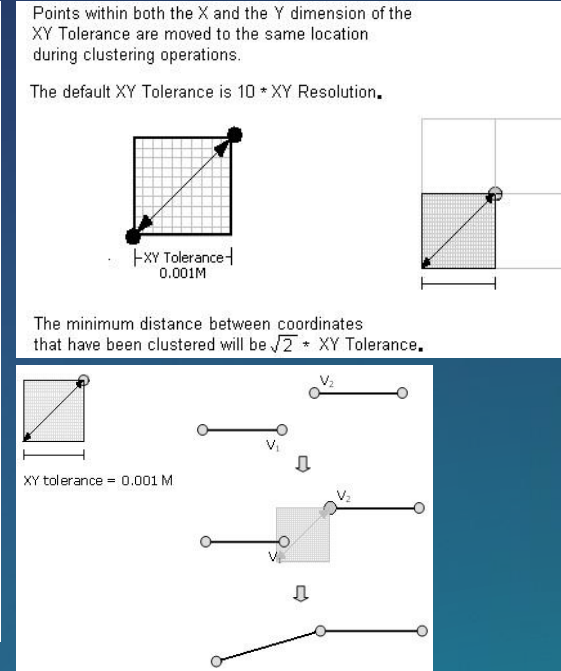 Points within both the X and the Y dimension of the
XY Tolerance are moved to the same location
during clustering operations.
The default XY Tolerance is 10 * XY Resolution.
XY Tolerance
0.001M
The minimum distance between coordinates
that have been clustered will be √2 * XY Tolerance.
XY tolerance = 0.001 M
V2
V1
V2
V